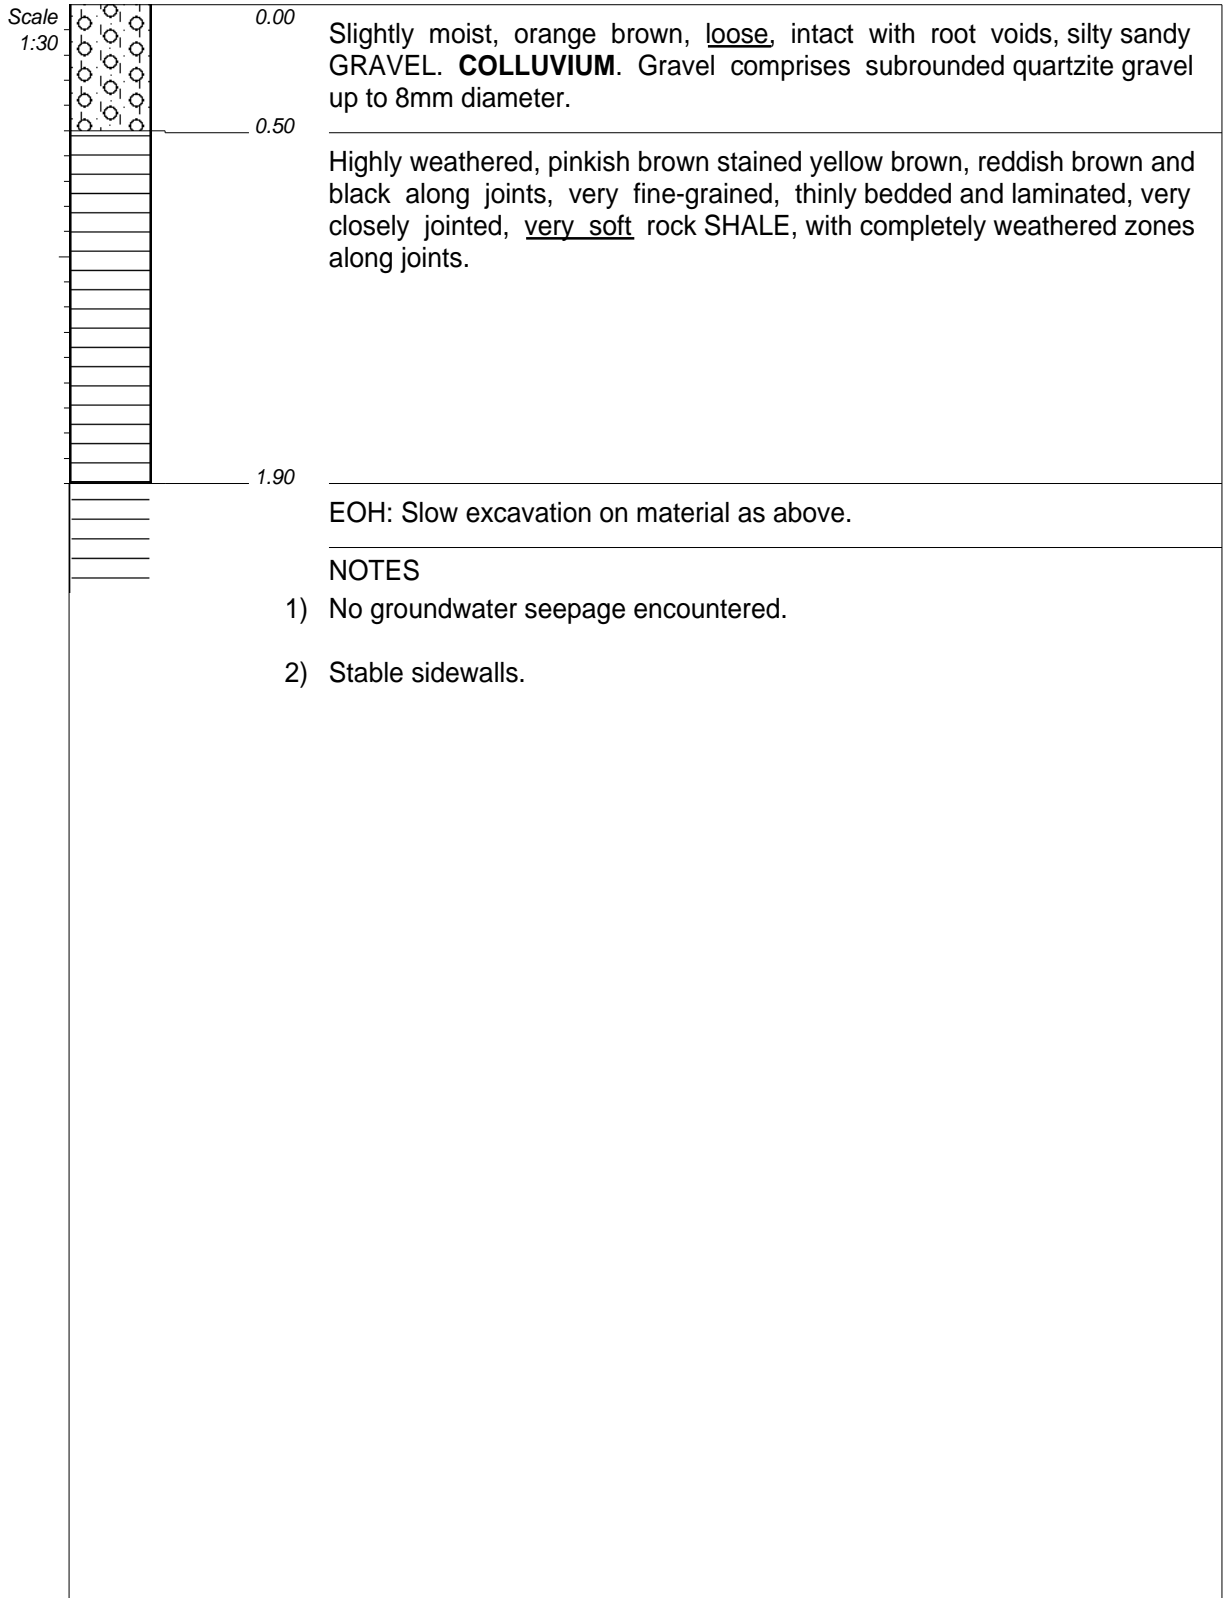 Scale
1:30
0.00
Slightly moist, orange brown, loose, intact with root voids, silty sandy
GRAVEL. COLLUVIUM. Gravel comprises subrounded quartzite gravel
up to 8mm diameter.
0.50
Highly weathered, pinkish brown stained yellow brown, reddish brown and
black along joints, very fine-grained, thinly bedded and laminated, very
closely jointed, very soft rock SHALE, with completely weathered zones
along joints.
1.90
EOH: Slow excavation on material as above.
NOTES
1) No groundwater seepage encountered.
2) Stable sidewalls.